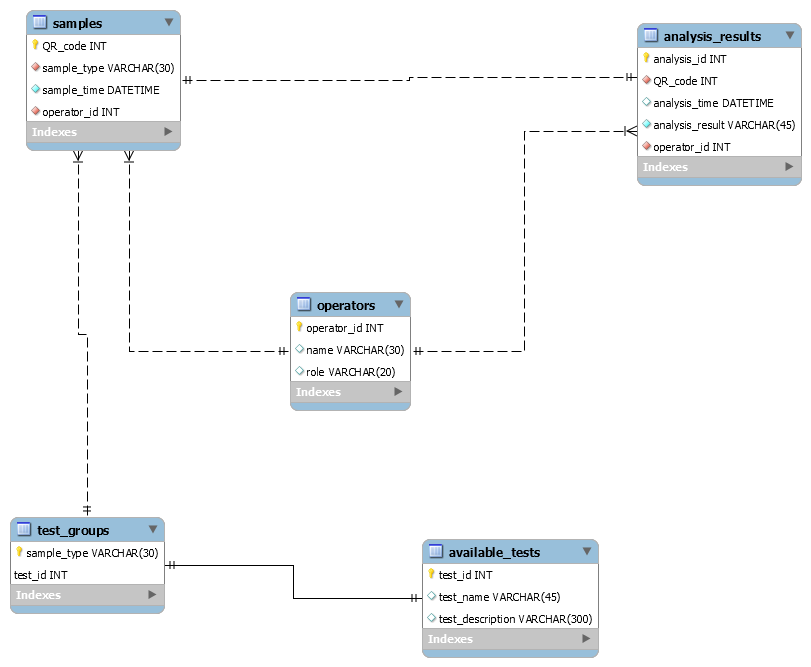 samples
QR_code INT
sample_type VARCHAR(30)
sample_time DATETIME
operator_id INT
Indexes
analysis_results
analysis_id INT
QR_code INT
analysis_time DATETIME
analysis_result VARCHAR(45)
operator_id INT
Indexes
operators
operator_id INT
name VARCHAR(30)
role VARCHAR(20)
Indexes
test_groups
sample_type VARCHAR(30)
test_id INT
Indexes
available_tests
test_id INT
test_name VARCHAR(45)
test_description VARCHAR(300)
Indexes